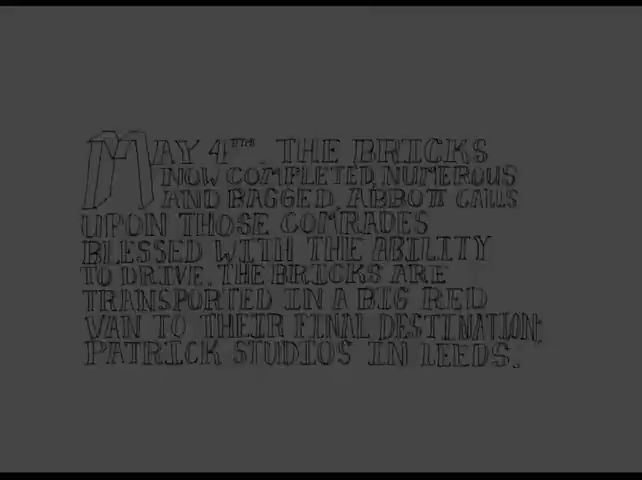 MAY 4TH. THE BRICKS
NOW COMPLETED, NUMEROUS
AND BAGGED, ABBOTT CALLS
UPON THOSE COMRADES
BLESSED WITH THE ABILITY
TO DRIVE. THE BRICKS ARE
TRANSPORTED IN A BIG RED
VAN TO THEIR FINAL DESTINATION:
PATRICK STUDIOS IN LEEDS.